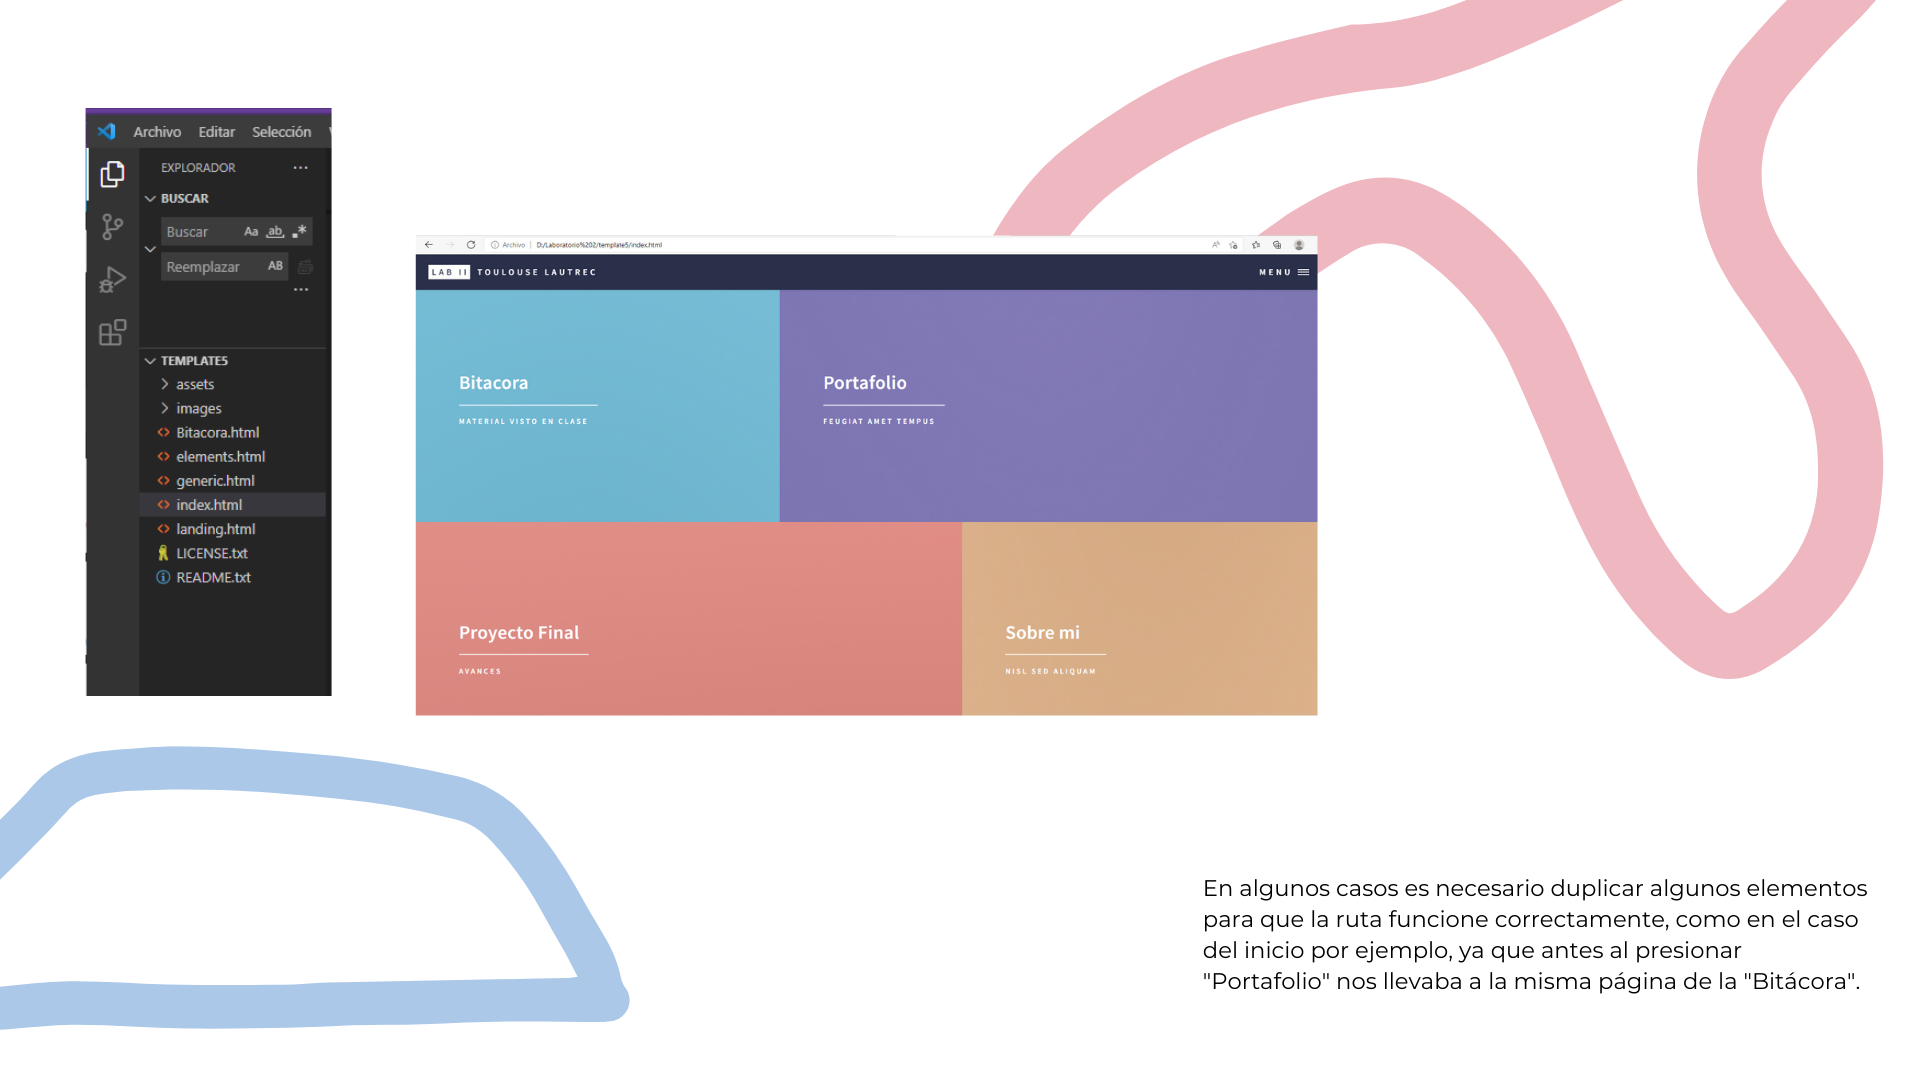 Archivo Editar Selección
EXPLORADOR
BUSCAR
Buscar Aa ab
Reemplazar AB
TEMPLATE5
assets
images
Bitacora.html
elements.html
generic.html
index.html
landing.html
LICENSE.txt
README.txt
Archivo | D:/Laboratorio%202/template5/index.html
LAB II TOULOUSE LAUTREC
MENU
Bitacora
MATERIAL VISTO EN CLASE
Portafolio
FEUGIAT AMET TEMPUS
Proyecto Final
AVANCES
Sobre mi
NISL SED ALIQUAM
En algunos casos es necesario duplicar algunos elementos
para que la ruta funcione correctamente, como en el caso
del inicio por ejemplo, ya que antes al presionar
"Portafolio" nos llevaba a la misma página de la "Bitácora".